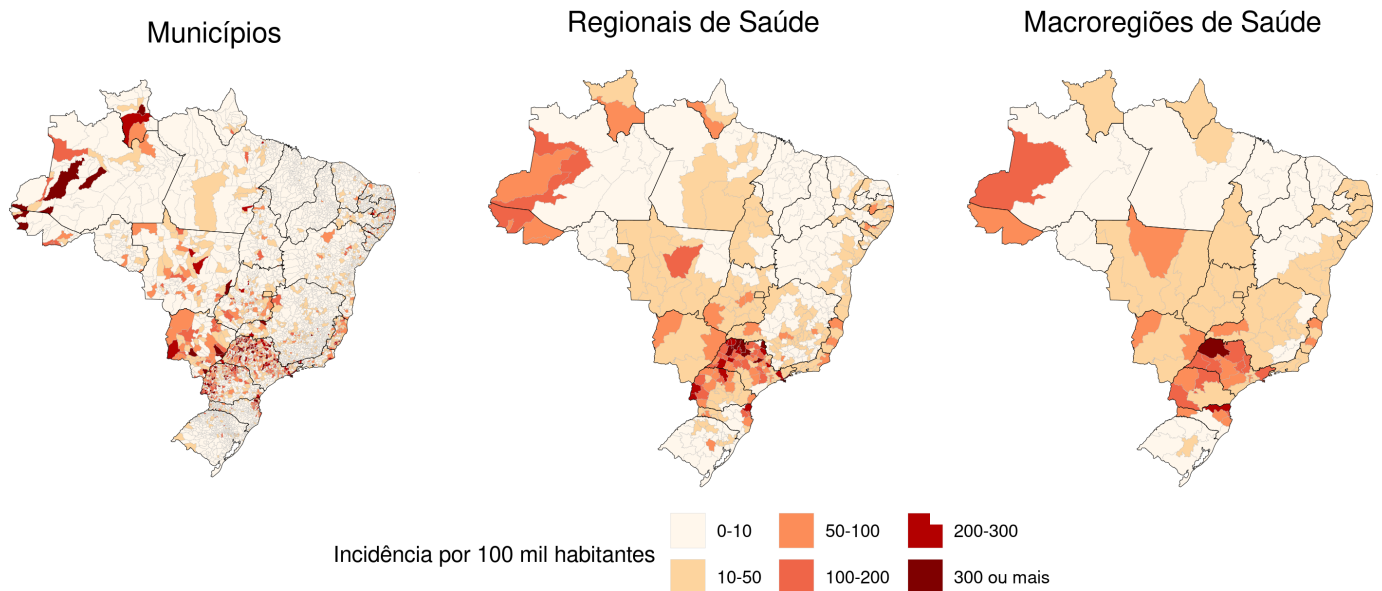 Municípios
Regionais de Saúde
Macroregiões de Saúde
Incidência por 100 mil habitantes
0-10
50-100
200-300
10-50
100-200
300 ou mais